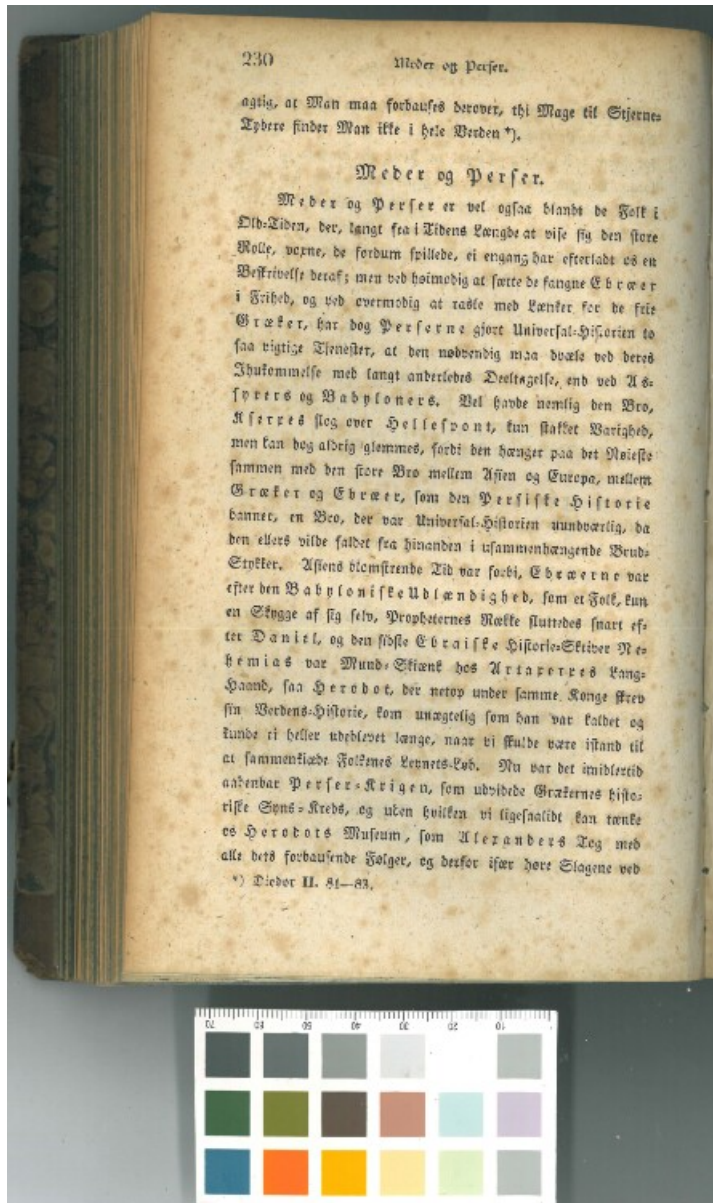 230
Meder og Perser.
agtig, at Man maa forbauses derover, thi Mage til Stjerne-
Tydere finder Man ikke i hele Verden *).
Meder og Perser.
Meder og Perser er vel ogsaa blandt de Folk i
Old-Tiden, der, langt fra i Tidens Længde at vise sig den store
Rolle, voxne, de fordum spillede, ei engang har efterladt os en
Beskrivelse deraf; men ved høimodig at sætte de fangne Ebræer
i Frihed, og ved overmodig at rasle med Lænker for de frie
Græker, har dog Perserne gjort Universal-Historien to
saa vigtige Tjenester, at den nødvendig maa dvæle ved deres
Ihukommelse med langt anderledes Deeltagelse, end ved As-
syrers og Babyloners. Vel havde nemlig den Bro,
Xerxes slog over Hellespont, kun stakket Varighed,
men kan dog aldrig glemmes, fordi den hænger paa det Nøieste
sammen med den store Bro mellem Asien og Europa, mellem
Græker og Ebræer, som den Persiske Historie
danner, en Bro, der var Universal-Historien uundværlig, da
den ellers vilde faldet fra hinanden i usammenhængende Brud-
Stykker. Asiens blomstrende Tid var forbi, Ebræerne var
efter den Babyloniske Udlændighed, som et Folk, kun
en Skygge af sig selv, Propheternes Række sluttedes snart ef-
ter Daniel, og den sidste Ebraiske Historie-Skriver Ne-
hemias var Mund-Skiænk hos Artaxerxes Lang-
Haand, saa Herodot, der netop under samme Konge skrev
sin Verdens-Historie, kom unægtelig som han var kaldet og
kunde ei heller udeblevet længe, naar vi skulde være istand til
at sammenkiæde Folkenes Levnets-Løb. Nu var det imidlertid
aabenbar Perser-Krigen, som udvidede Grækernes histo-
riske Syns-Kreds, og uden hvilken vi ligesaalidt kan tænke
os Herodots Museum, som Alexanders Tog med
alle dets forbausende Følger, og derfor især høre Slagene ved
*) Diodor II. 81—83.
70 60 50 40 30 20 10